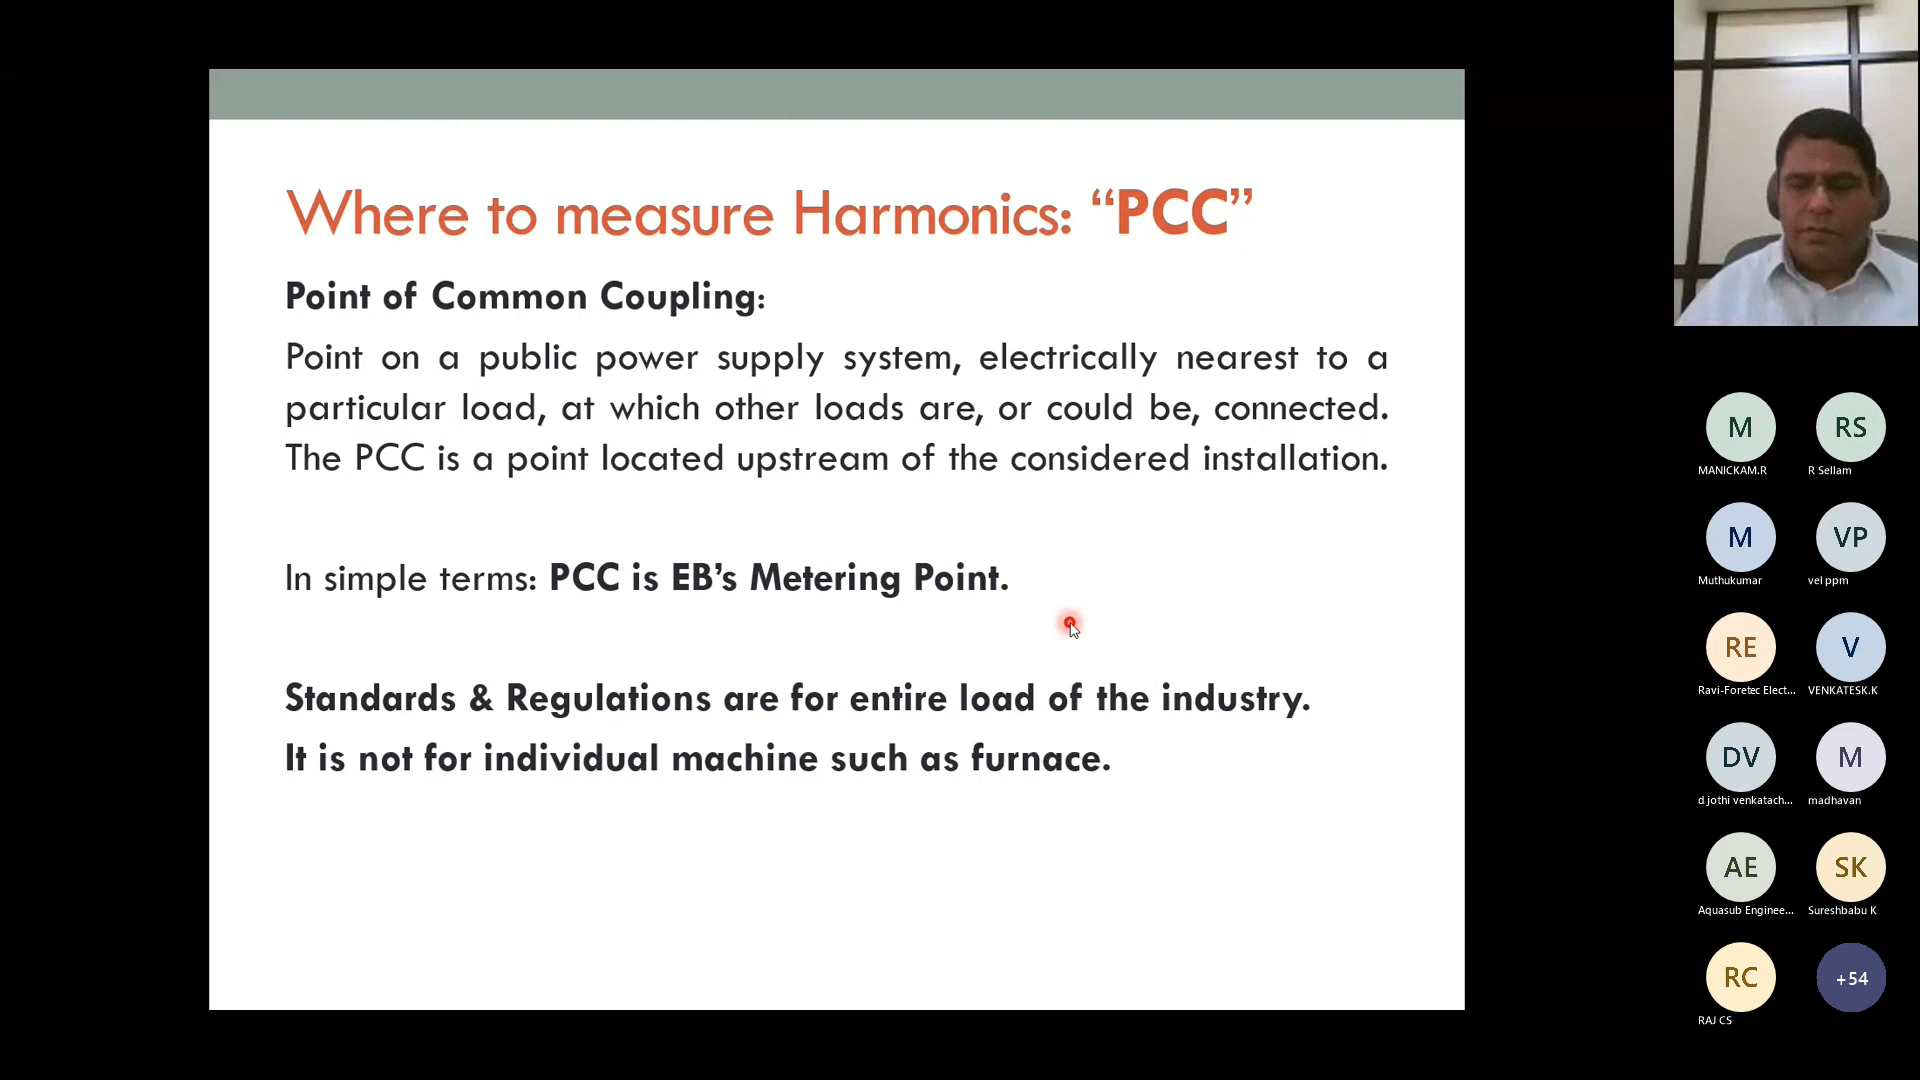 Where to measure Harmonics: “PCC”
Point of Common Coupling:
Point on a public power supply system, electrically nearest to a
particular load, at which other loads are, or could be, connected.
The PCC is a point located upstream of the considered installation.
In simple terms: PCC is EB’s Metering Point.
Standards & Regulations are for entire load of the industry.
It is not for individual machine such as furnace.
M
MANICKAM.R
RS
R Sellam
M
Muthukumar
VP
vel ppm
RE
Ravi-Foretec Elect...
V
VENKATESK.K
DV
d jothi venkatach...
M
madhavan
AE
Aquasub Enginee...
SK
Sureshbabu K
RC
RAJ CS
+54